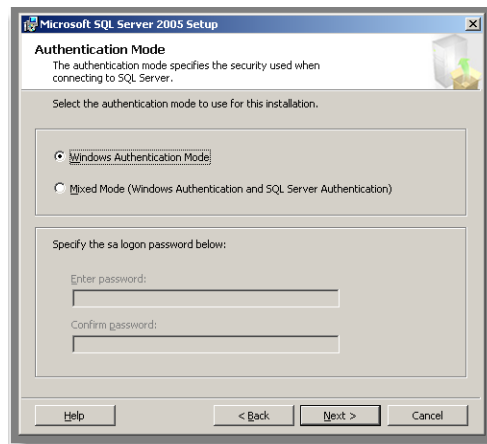 Microsoft SQL Server 2005 Setup
Authentication Mode
The authentication mode specifies the security used when
connecting to SQL Server.
Select the authentication mode to use for this installation.
Windows Authentication Mode
Mixed Mode (Windows Authentication and SQL Server Authentication)
Specify the sa logon password below:
Enter password:
Confirm password:
Help
< Back
Next >
Cancel